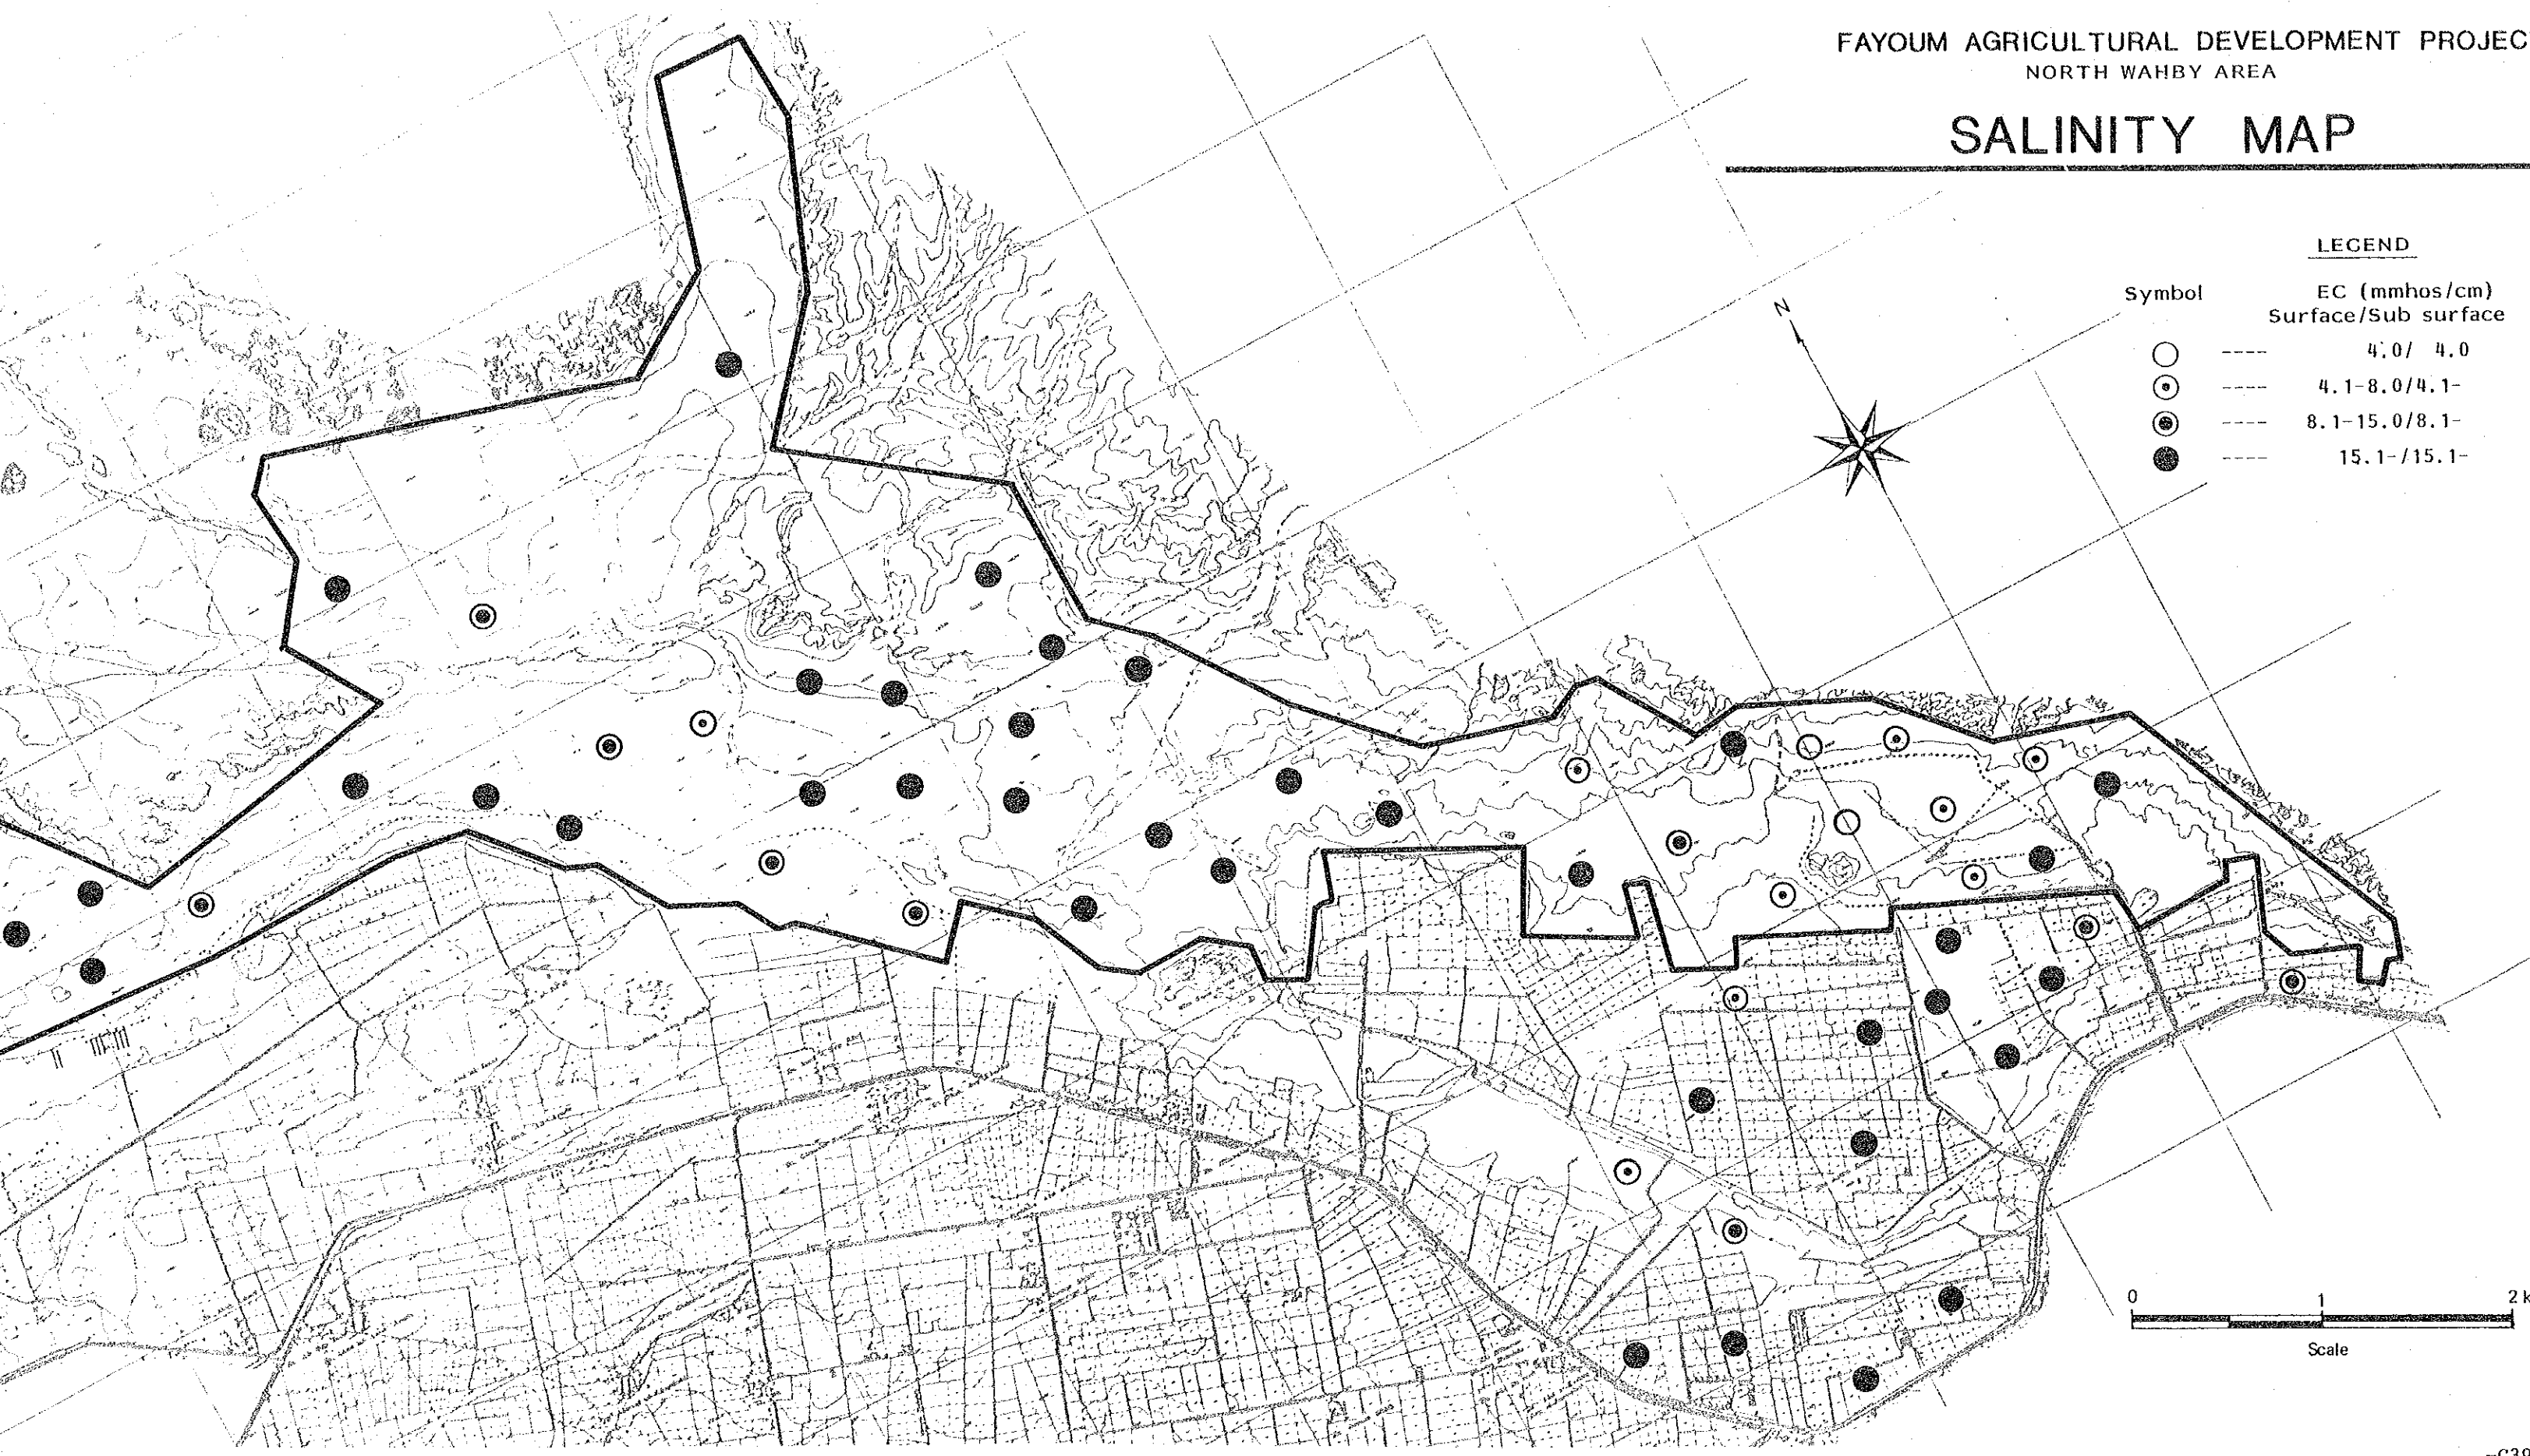 FAYOUM AGRICULTURAL DEVELOPMENT PROJEC
NORTH WAHBY AREA
SALINITY MAP
LEGEND
Symbol EC (mmhos/cm)
Surface/Sub surface
---- 4.0/ 4.0
---- 4.1-8.0/4.1-
---- 8.1-15.0/8.1-
---- 15.1-/15.1-
N
0 1 2 k
Scale